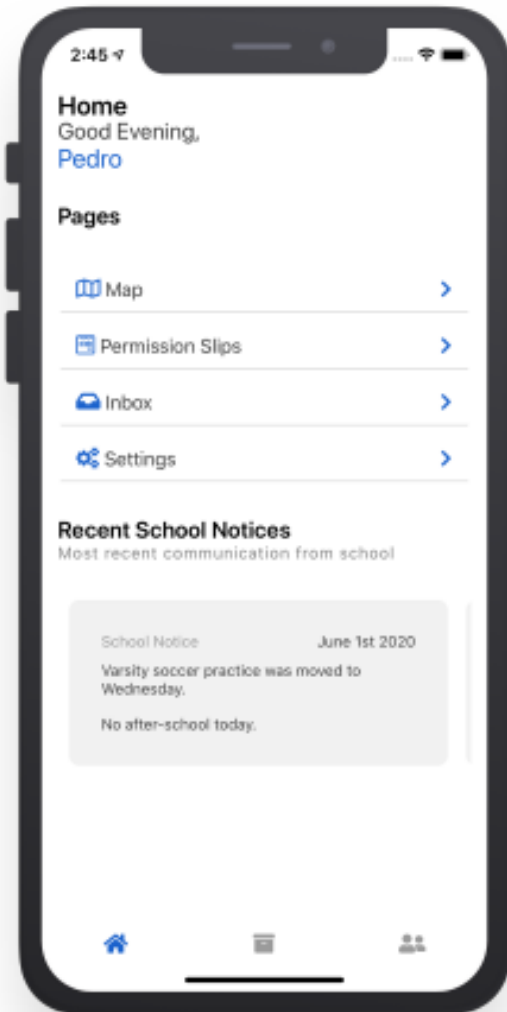 2:45
Home
Good Evening,
Pedro
Pages
Map
Permission Slips
Inbox
Settings
Recent School Notices
Most recent communication from school
School Notice June 1st 2020
Varsity soccer practice was moved to
Wednesday.
No after-school today.